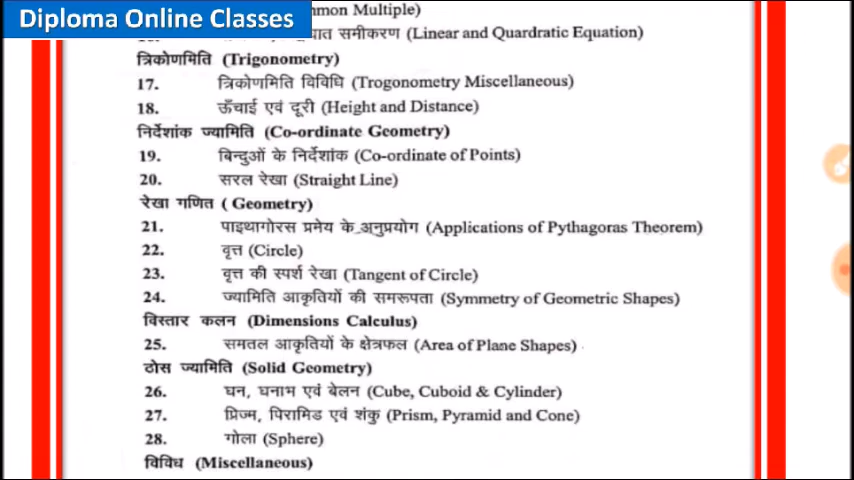 Diploma Online Classes
mmon Multiple)
समीकरण (Linear and Quardratic Equation)
त्रिकोणमिति (Trigonometry)
17. त्रिकोणमिति विविधि (Trogonometry Miscellaneous)
18. ऊँचाई एवं दूरी (Height and Distance)
निर्देशांक ज्यामिति (Co-ordinate Geometry)
19. बिन्दुओं के निर्देशांक (Co-ordinate of Points)
20. सरल रेखा (Straight Line)
रेखा गणित ( Geometry)
21. पाइथागोरस प्रमेय के अनुप्रयोग (Applications of Pythagoras Theorem)
22. वृत्त (Circle)
23. वृत्त की स्पर्श रेखा (Tangent of Circle)
24. ज्यामिति आकृतियों की समरूपता (Symmetry of Geometric Shapes)
विस्तार कलन (Dimensions Calculus)
25. समतल आकृतियों के क्षेत्रफल (Area of Plane Shapes)
ठोस ज्यामिति (Solid Geometry)
26. घन, घनाभ एवं बेलन (Cube, Cuboid & Cylinder)
27. प्रिज्म, पिरामिड एवं शंकु (Prism, Pyramid and Cone)
28. गोला (Sphere)
विविध (Miscellaneous)